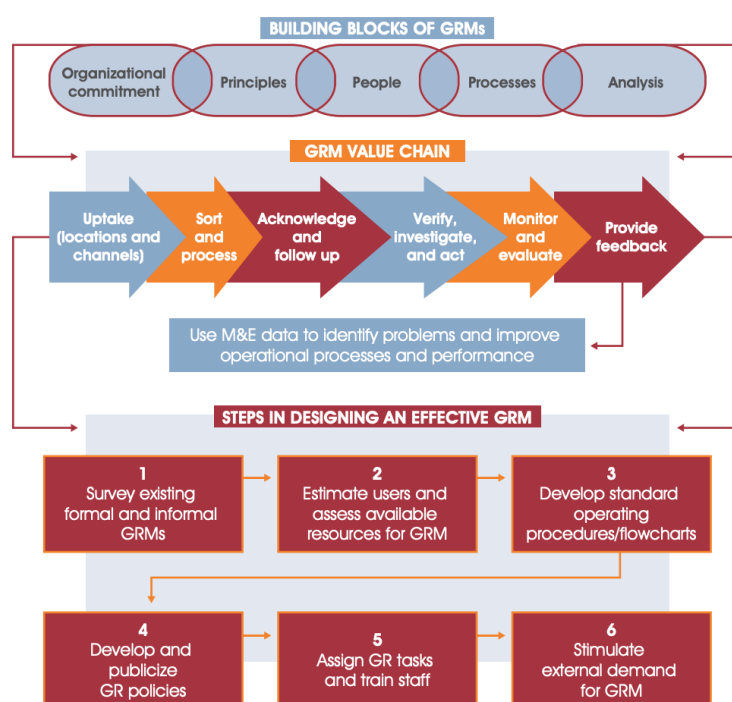 BUILDING BLOCKS OF GRMs
Organizational
commitment
Principles
People
Processes
Analysis
GRM VALUE CHAIN
Uptake
(locations and
channels)
Sort
and
process
Acknowledge
and
follow up
Verify,
investigate,
and act
Monitor
and
evaluate
Provide
feedback
Use M&E data to identify problems and improve
operational processes and performance
STEPS IN DESIGNING AN EFFECTIVE GRM
1
Survey existing
formal and informal
GRMs
2
Estimate users and
assess available
resources for GRM
3
Develop standard
operating
procedures/flowcharts
4
Develop and
publicize
GR policies
5
Assign GR tasks
and train staff
6
Stimulate
external demand
for GRM